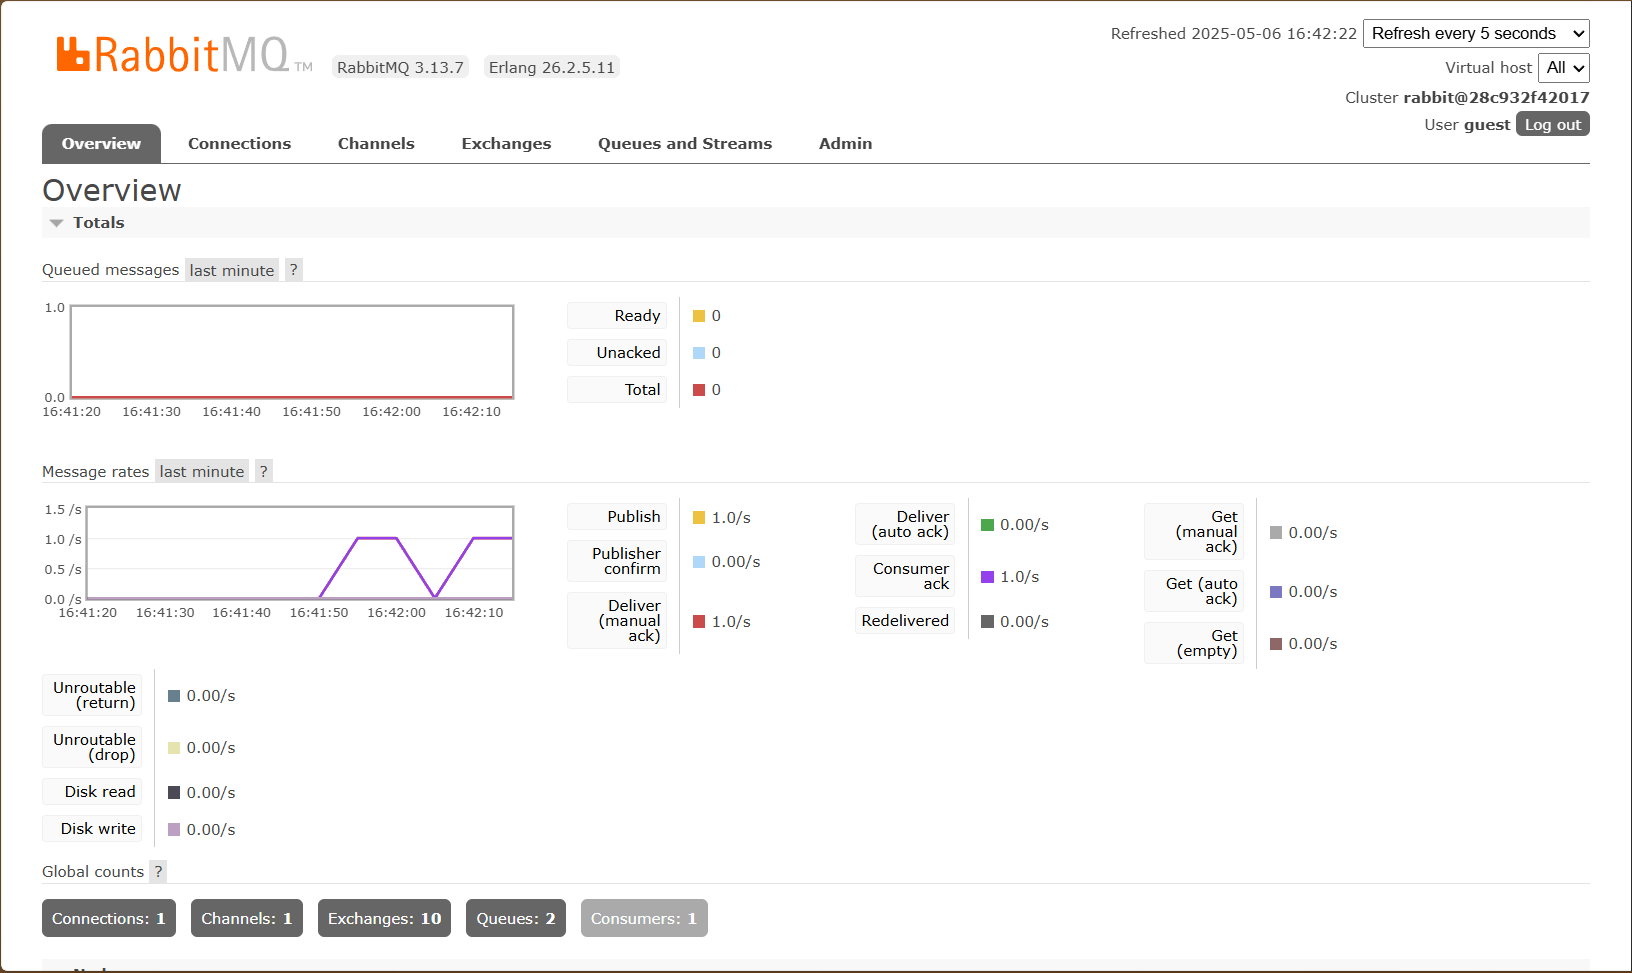 RabbitMQ TM
RabbitMQ 3.13.7
Erlang 26.2.5.11
Refreshed 2025-05-06 16:42:22
Refresh every 5 seconds
Virtual host
All
Cluster rabbit@28c932f42017
User guest
Log out
Overview
Connections
Channels
Exchanges
Queues and Streams
Admin
Overview
Totals
Queued messages last minute ?
1.0
0.0
16:41:20 16:41:30 16:41:40 16:41:50 16:42:00 16:42:10
Ready 0
Unacked 0
Total 0
Message rates last minute ?
1.5 /s
1.0 /s
0.5 /s
0.0 /s
16:41:20 16:41:30 16:41:40 16:41:50 16:42:00 16:42:10
Publish 1.0/s
Publisher
confirm 0.00/s
Deliver
(manual
ack) 1.0/s
Deliver
(auto ack) 0.00/s
Consumer
ack 1.0/s
Redelivered 0.00/s
Get
(manual
ack) 0.00/s
Get (auto
ack) 0.00/s
Get
(empty) 0.00/s
Unroutable
(return) 0.00/s
Unroutable
(drop) 0.00/s
Disk read 0.00/s
Disk write 0.00/s
Global counts ?
Connections: 1
Channels: 1
Exchanges: 10
Queues: 2
Consumers: 1